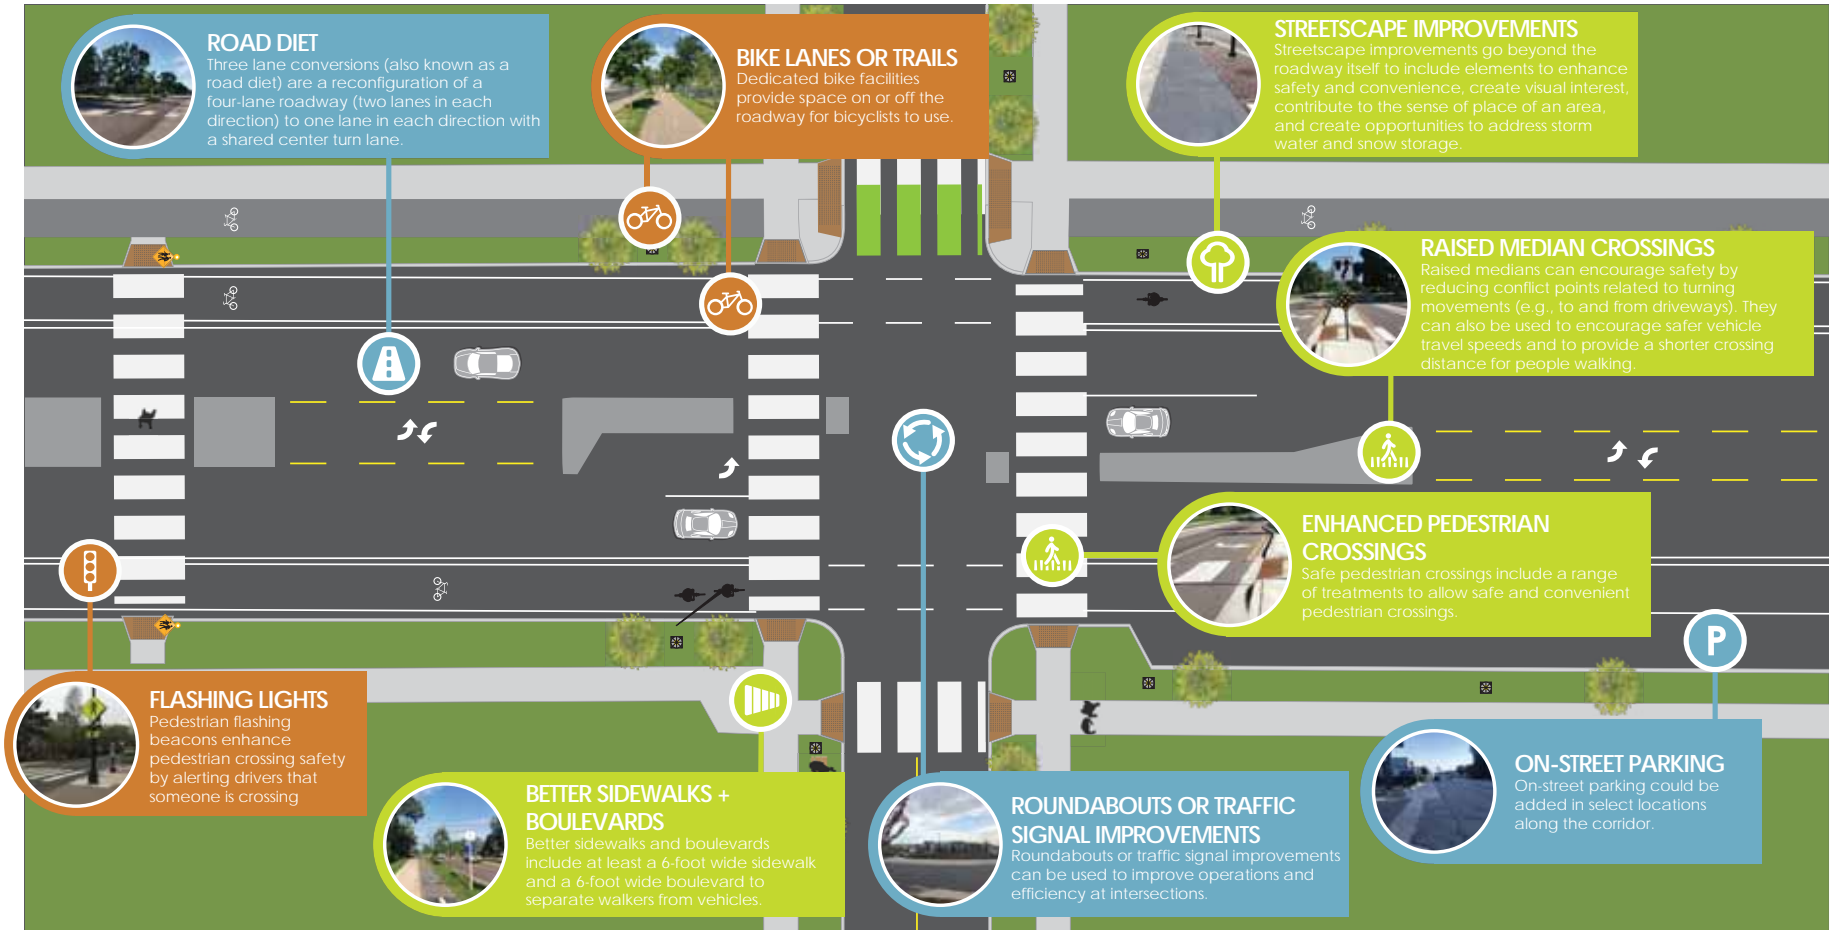 ROAD DIET
Three lane conversions (also known as a
road diet) are a reconfiguration of a
four-lane roadway (two lanes in each
direction) to one lane in each direction with
a shared center turn lane.
BIKE LANES OR TRAILS
Dedicated bike facilities
provide space on or off the
roadway for bicyclists to use.
STREETSCAPE IMPROVEMENTS
Streetscape improvements go beyond the
roadway itself to include elements to enhance
safety and convenience, create visual interest,
contribute to the sense of place of an area,
and create opportunities to address storm
water and snow storage.
RAISED MEDIAN CROSSINGS
Raised medians can encourage safety by
reducing conflict points related to turning
movements (e.g., to and from driveways). They
can also be used to encourage safer vehicle
travel speeds and to provide a shorter crossing
distance for people walking.
ENHANCED PEDESTRIAN
CROSSINGS
Safe pedestrian crossings include a range
of treatments to allow safe and convenient
pedestrian crossings.
P
FLASHING LIGHTS
Pedestrian flashing
beacons enhance
pedestrian crossing safety
by alerting drivers that
someone is crossing
BETTER SIDEWALKS +
BOULEVARDS
Better sidewalks and boulevards
include at least a 6-foot wide sidewalk
and a 6-foot wide boulevard to
separate walkers from vehicles.
ROUNDABOUTS OR TRAFFIC
SIGNAL IMPROVEMENTS
Roundabouts or traffic signal improvements
can be used to improve operations and
efficiency at intersections.
ON-STREET PARKING
On-street parking could be
added in select locations
along the corridor.